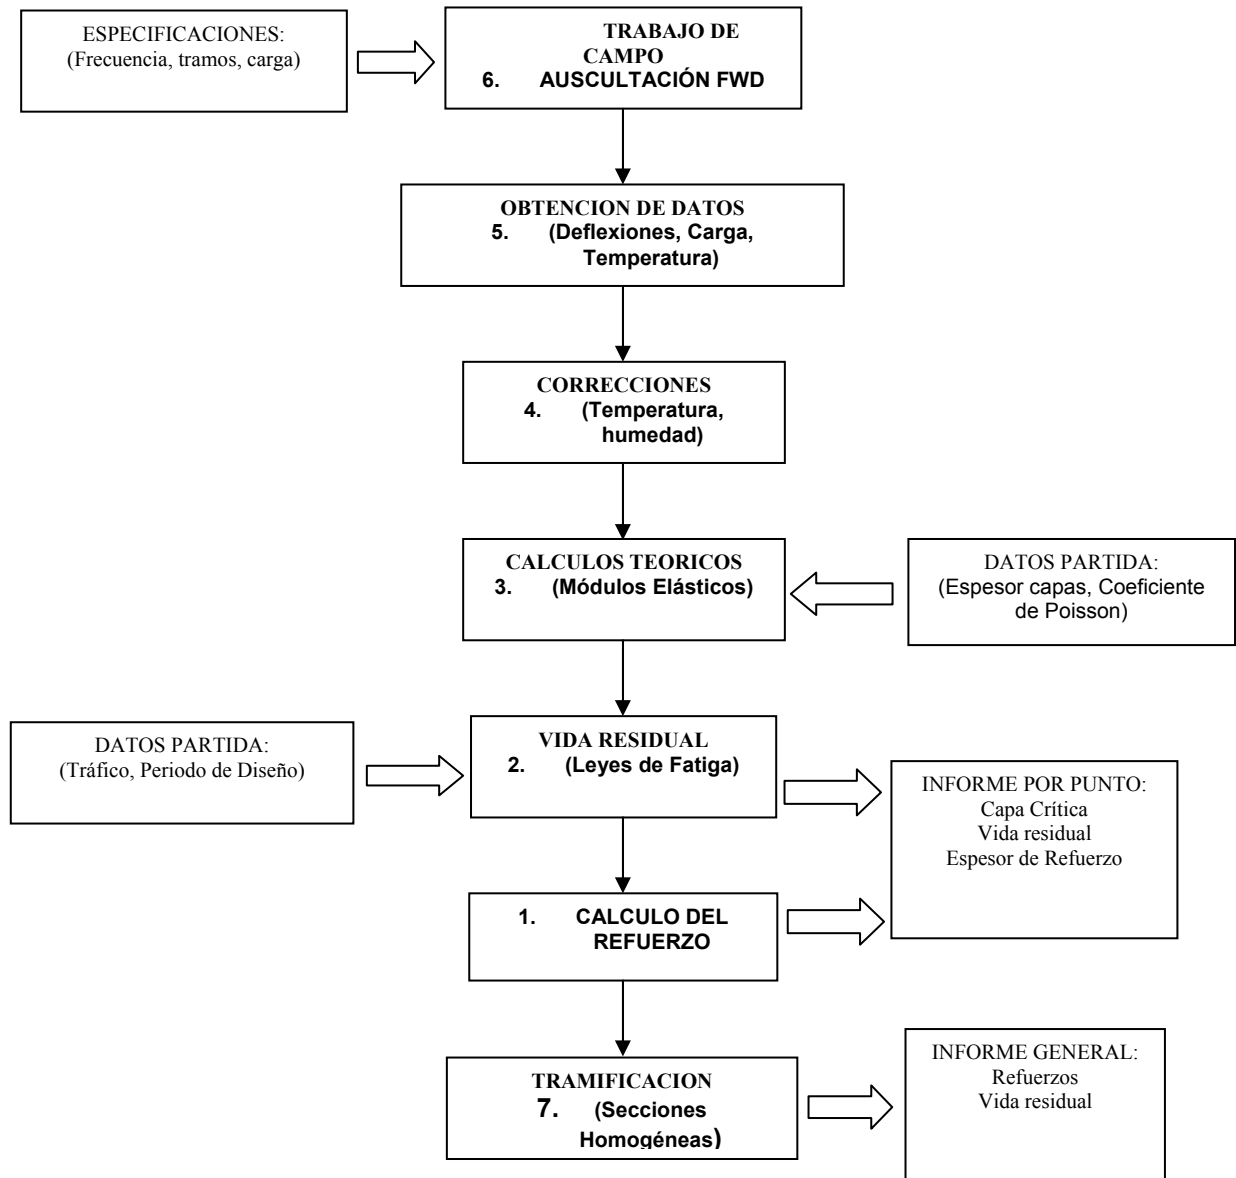 ESPECIFICACIONES:
(Frecuencia, tramos, carga)
TRABAJO DE
CAMPO
6. AUSCULTACIÓN FWD
OBTENCION DE DATOS
5. (Deflexiones, Carga,
Temperatura)
CORRECCIONES
4. (Temperatura,
humedad)
CALCULOS TEORICOS
3. (Módulos Elásticos)
DATOS PARTIDA:
(Espesor capas, Coeficiente
de Poisson)
DATOS PARTIDA:
(Tráfico, Periodo de Diseño)
VIDA RESIDUAL
2. (Leyes de Fatiga)
INFORME POR PUNTO:
Capa Crítica
Vida residual
Espesor de Refuerzo
1. CALCULO DEL
REFUERZO
TRAMIFICACION
7. (Secciones
Homogéneas)
INFORME GENERAL:
Refuerzos
Vida residual